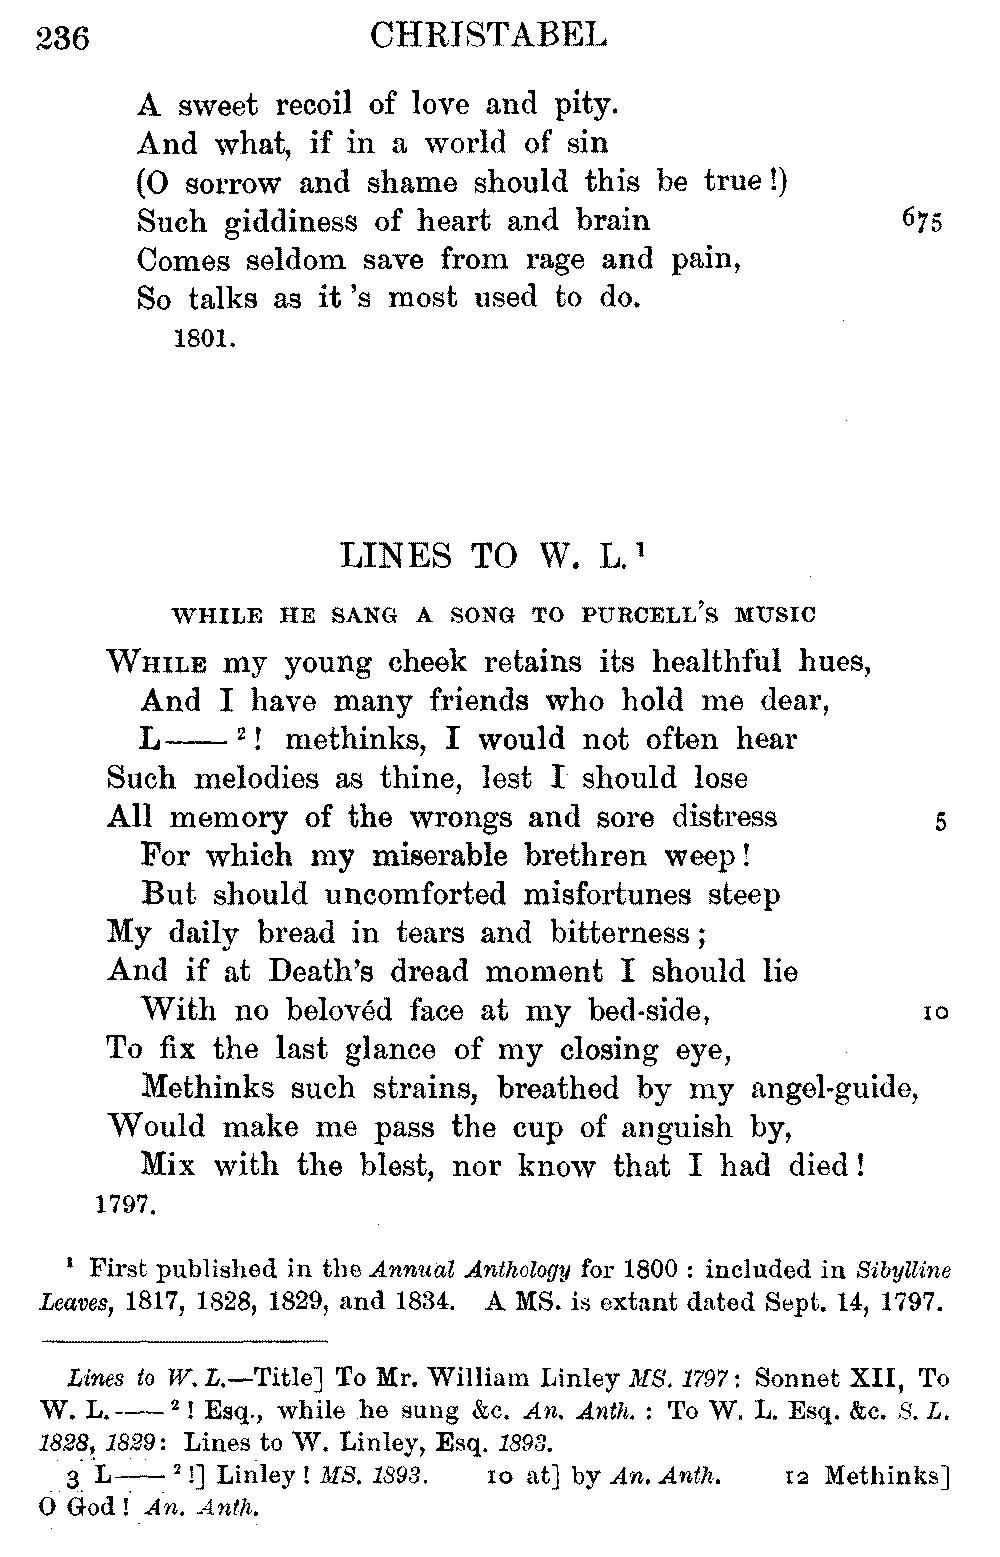 236 CHRISTABEL
A sweet recoil of love and pity.
And what, if in a world of sin
(O sorrow and shame should this be true!)
Such giddiness of heart and brain 675
Comes seldom save from rage and pain,
So talks as it 's most used to do.
1801.
LINES TO W. L.¹
WHILE HE SANG A SONG TO PURCELL'S MUSIC
WHILE my young cheek retains its healthful hues,
And I have many friends who hold me dear,
L—— ²! methinks, I would not often hear
Such melodies as thine, lest I should lose
All memory of the wrongs and sore distress 5
For which my miserable brethren weep!
But should uncomforted misfortunes steep
My daily bread in tears and bitterness;
And if at Death's dread moment I should lie
With no belovéd face at my bed-side, 10
To fix the last glance of my closing eye,
Methinks such strains, breathed by my angel-guide,
Would make me pass the cup of anguish by,
Mix with the blest, nor know that I had died!
1797.
¹ First published in the Annual Anthology for 1800 : included in Sibylline
Leaves, 1817, 1828, 1829, and 1834. A MS. is extant dated Sept. 14, 1797.
Lines to W. L.—Title] To Mr. William Linley MS. 1797: Sonnet XII, To
W. L.—— ²! Esq., while he sung &c. An. Anth. : To W. L. Esq. &c. S. L.
1828, 1829: Lines to W. Linley, Esq. 1893.
3 L—— ²!] Linley! MS. 1893. 10 at] by An. Anth. 12 Methinks]
O God! An. Anth.